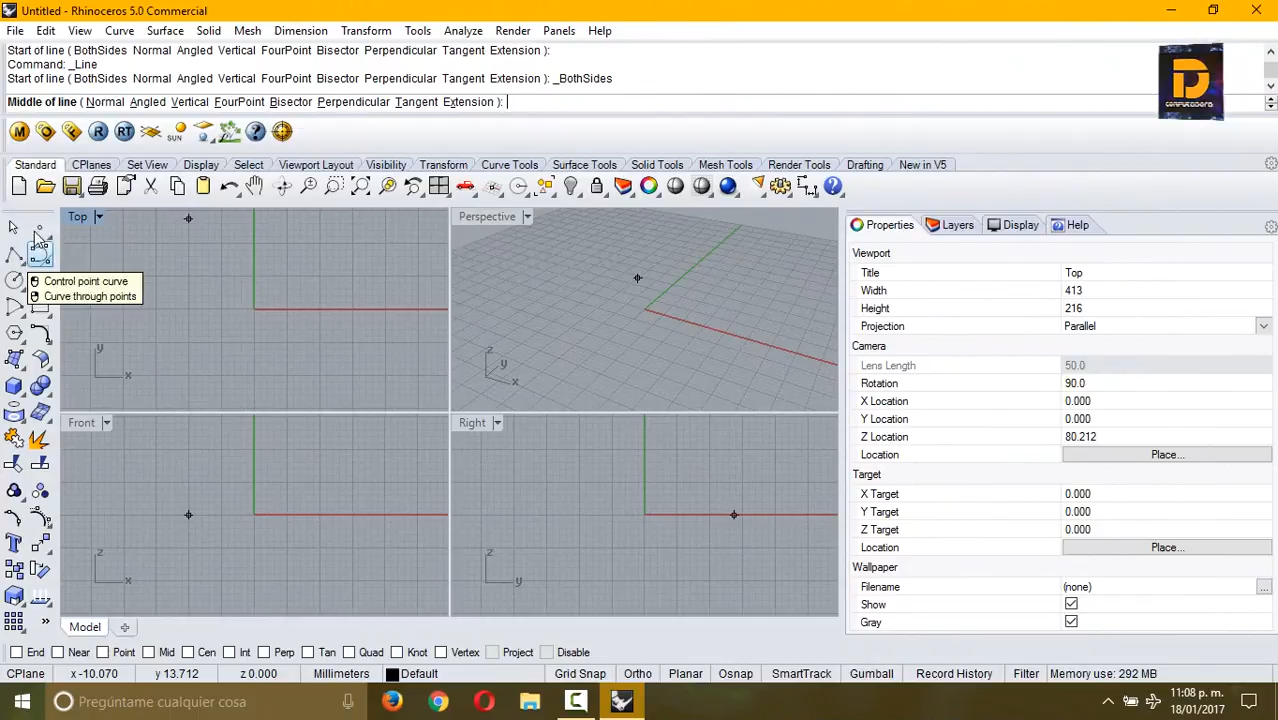 Untitled - Rhinoceros 5.0 Commercial
File Edit View Curve Surface Solid Mesh Dimension Transform Tools Analyze Render Panels Help
Start of line ( BothSides Normal Angled Vertical FourPoint Bisector Perpendicular Tangent Extension ):
Command: _Line
Start of line ( BothSides Normal Angled Vertical FourPoint Bisector Perpendicular Tangent Extension ): _BothSides
Middle of line ( Normal Angled Vertical FourPoint Bisector Perpendicular Tangent Extension ):
D
COMPUTADORA
M R RT SUN ?
Standard CPlanes Set View Display Select Viewport Layout Visibility Transform Curve Tools Surface Tools Solid Tools Mesh Tools Render Tools Drafting New in V5
Top
Perspective
Control point curve
Curve through points
y
x
z
y
x
Front
Right
z
x
z
y
Properties Layers Display Help
Viewport
Title Top
Width 413
Height 216
Projection Parallel
Camera
Lens Length 50.0
Rotation 90.0
X Location 0.000
Y Location 0.000
Z Location 80.212
Location Place...
Target
X Target 0.000
Y Target 0.000
Z Target 0.000
Location Place...
Wallpaper
Filename (none) ...
Show
Gray
Model
End Near Point Mid Cen Int Perp Tan Quad Knot Vertex Project Disable
CPlane x -10.070 y 13.712 z 0.000 Millimeters Default Grid Snap Ortho Planar Osnap SmartTrack Gumball Record History Filter Memory use: 292 MB
Pregúntame cualquier cosa
11:08 p. m.
18/01/2017